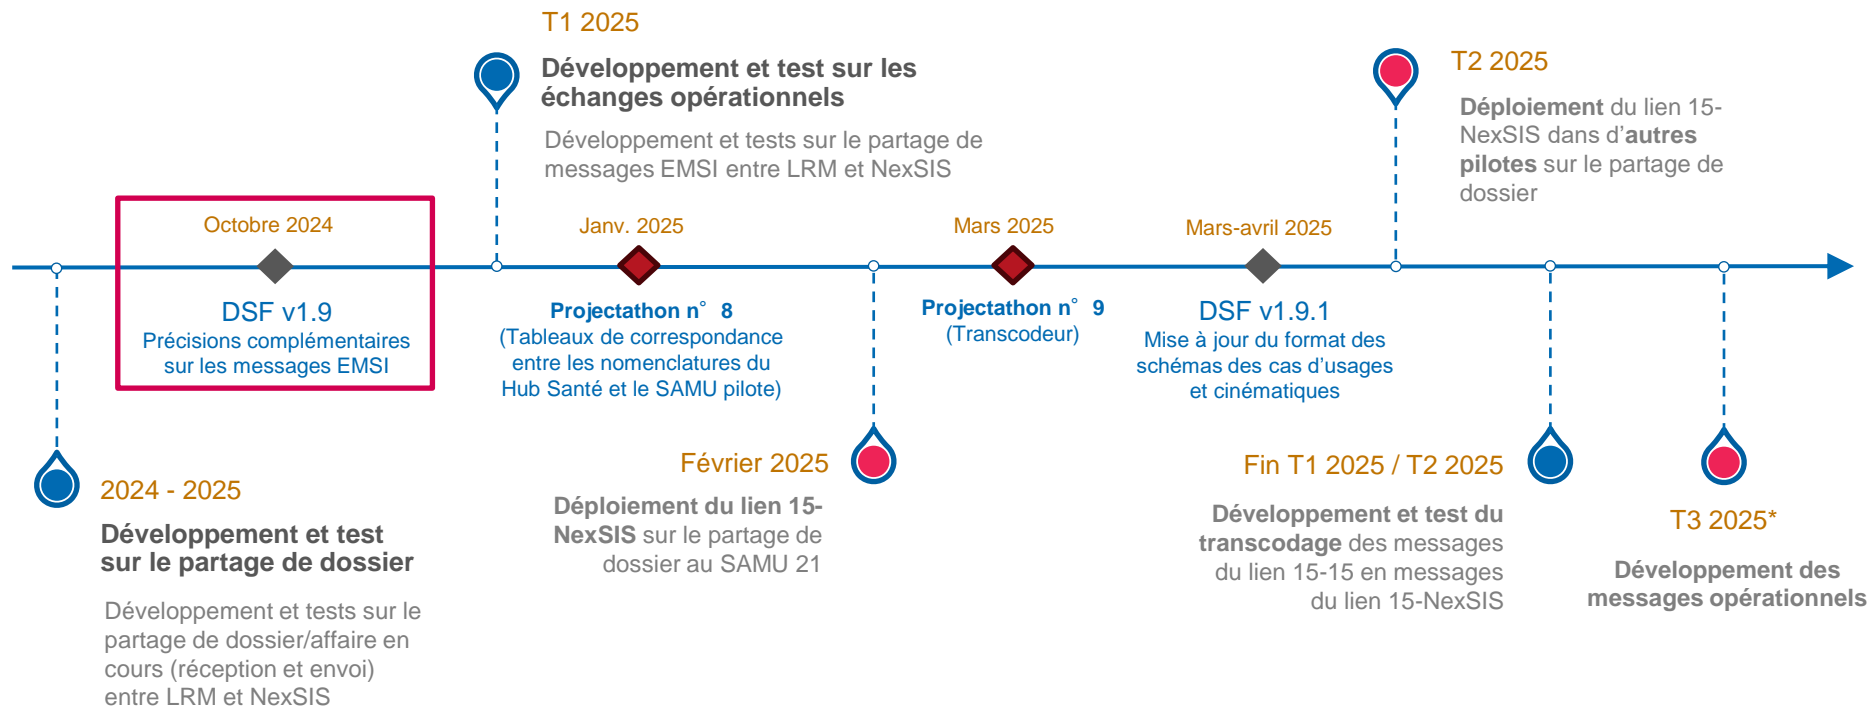 T1 2025
Développement et test sur les
échanges opérationnels
Développement et tests sur le partage de
messages EMSI entre LRM et NexSIS
T2 2025
Déploiement du lien 15-
NexSIS dans d'autres
pilotes sur le partage de
dossier
Octobre 2024
DSF v1.9
Précisions complémentaires
sur les messages EMSI
Janv. 2025
Projectathon n° 8
(Tableaux de correspondance
entre les nomenclatures du
Hub Santé et le SAMU pilote)
Mars 2025
Projectathon n° 9
(Transcodeur)
Mars-avril 2025
DSF v1.9.1
Mise à jour du format des
schémas des cas d'usages
et cinématiques
2024 - 2025
Développement et test
sur le partage de dossier
Développement et tests sur le
partage de dossier/affaire en
cours (réception et envoi)
entre LRM et NexSIS
Février 2025
Déploiement du lien 15-
NexSIS sur le partage de
dossier au SAMU 21
Fin T1 2025 / T2 2025
Développement et test du
transcodage des messages
du lien 15-15 en messages
du lien 15-NexSIS
T3 2025*
Développement des
messages opérationnels